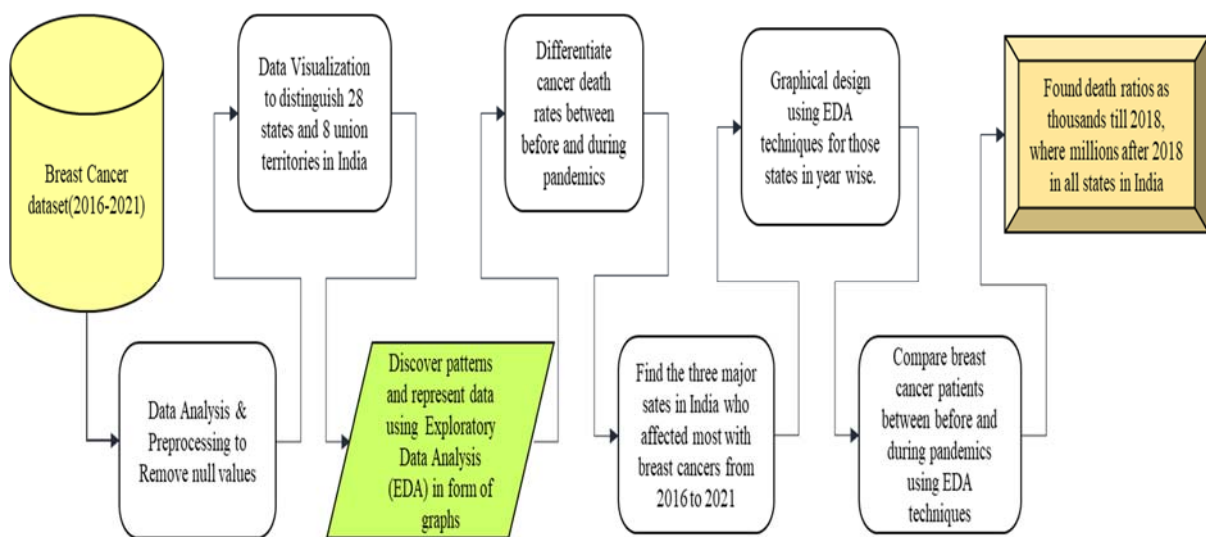 Breast Cancer
dataset(2016-2021)
Data Analysis &
Preprocessing to
Remove null values
Data Visualization
to distinguish 28
states and 8 union
territories in India
Discover patterns
and represent data
using Exploratory
Data Analysis
(EDA) in form of
graphs
Differentiate
cancer death
rates between
before and during
pandemics
Find the three major
sates in India who
affected most with
breast cancers from
2016 to 2021
Graphical design
using EDA
techniques for those
states in year wise.
Compare breast
cancer patients
between before and
during pandemics
using EDA
techniques
Found death ratios as
thousands till 2018,
where millions after 2018
in all states in India